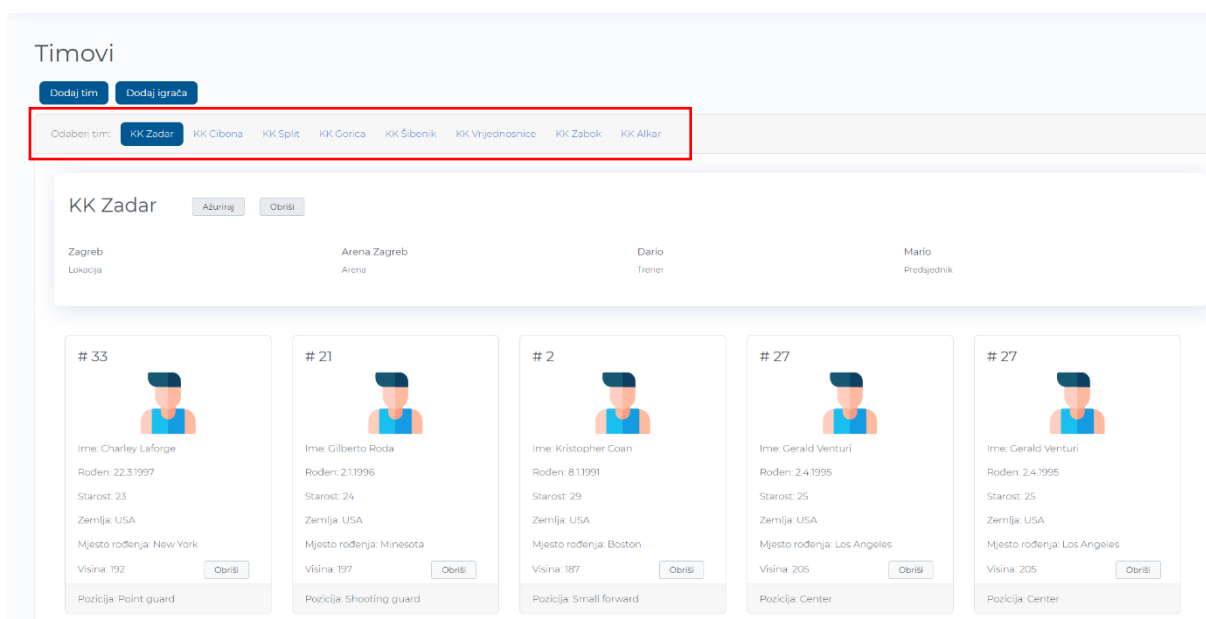 Timovi
Dodaj tim Dodaj igrača
Odaberi tim: KK Zadar KK Cibona KK Split KK Gorica KK Šibenik KK Vrijednosnice KK Zabok KK Alkar
KK Zadar Ažuriraj Obriši
Zagreb Arena Zagreb Dario Mario
Lokacija Arena Trener Predsjednik
# 33 # 21 # 2 # 27 # 27
Ime: Charley Laforge Ime: Gilberto Roda Ime: Kristopher Coan Ime: Gerald Venturi Ime: Gerald Venturi
Rođen: 22.3.1997 Rođen: 2.1.1996 Rođen: 8.1.1991 Rođen: 2.4.1995 Rođen: 2.4.1995
Starost: 23 Starost: 24 Starost: 29 Starost: 25 Starost: 25
Zemlja: USA Zemlja: USA Zemlja: USA Zemlja: USA Zemlja: USA
Mjesto rođenja: New York Mjesto rođenja: Minesota Mjesto rođenja: Boston Mjesto rođenja: Los Angeles Mjesto rođenja: Los Angeles
Visina: 192 Obriši Visina: 197 Obriši Visina: 187 Obriši Visina: 205 Obriši Visina: 205 Obriši
Pozicija: Point guard Pozicija: Shooting guard Pozicija: Small forward Pozicija: Center Pozicija: Center